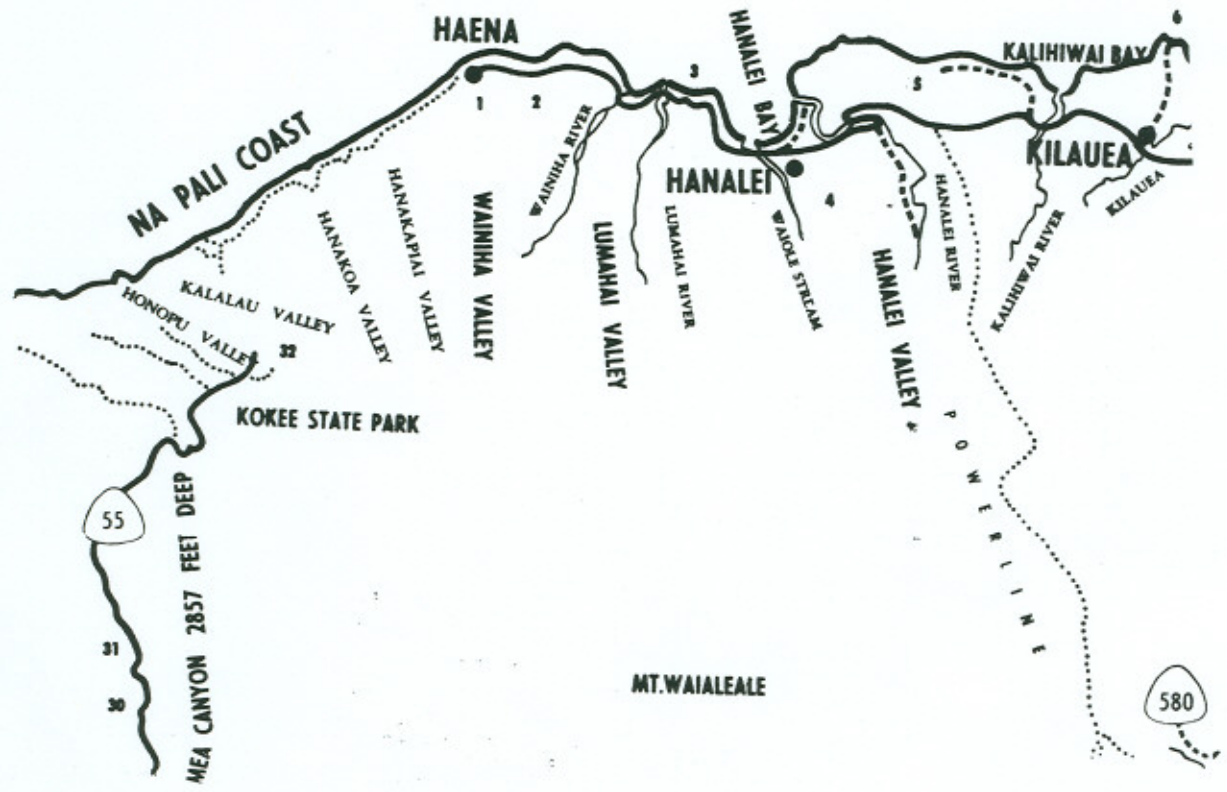 HAENA
HANALEI BAY
6
KALIHIWAI BAY
NA PALI COAST
1
2
3
5
WAINIHA RIVER
HANALEI
4
KILAUEA
KILAUEA
HANAKOA VALLEY
HANAKAPIAI VALLEY
WAINIHA VALLEY
LUMAHAI VALLEY
LUMAHAI RIVER
WAIOLE STREAM
HANALEI VALLEY
HANALEI RIVER
KALIHIWAI RIVER
KALALAU VALLEY
HONOPU VALLEY
32
KOKEE STATE PARK
POWERLINE
55
MEA CANYON 2857 FEET DEEP
31
30
MT.WAIALEALE
580